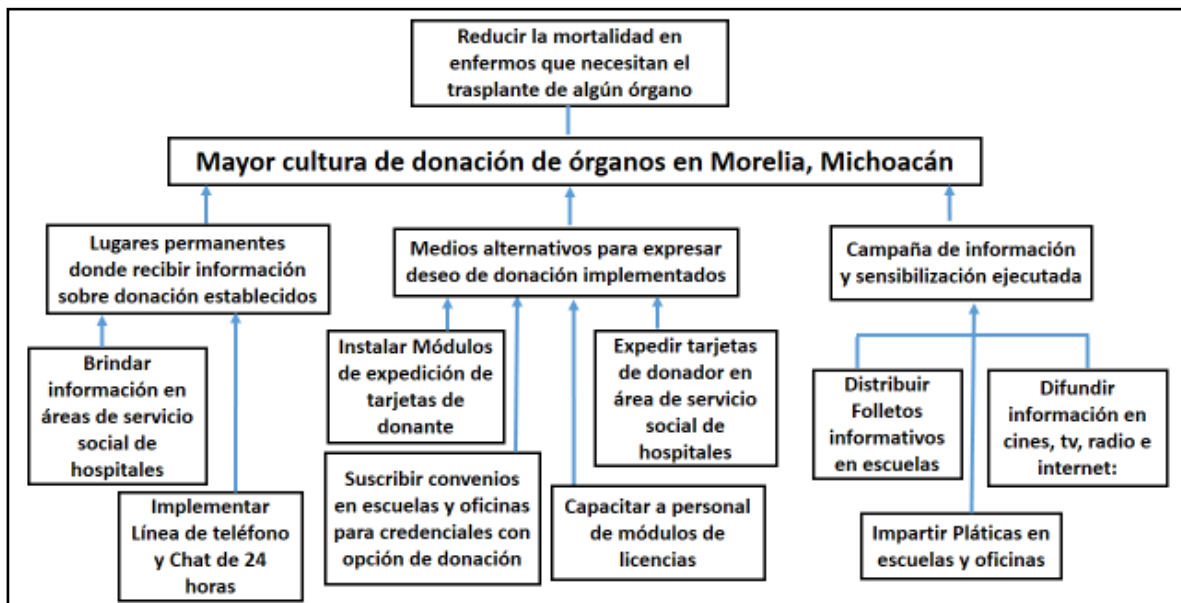 Reducir la mortalidad en
enfermos que necesitan el
trasplante de algún órgano
Mayor cultura de donación de órganos en Morelia, Michoacán
Lugares permanentes
donde recibir información
sobre donación establecidos
Medios alternativos para expresar
deseo de donación implementados
Campaña de información
y sensibilización ejecutada
Brindar
información en
áreas de servicio
social de
hospitales
Implementar
Línea de teléfono
y Chat de 24
horas
Instalar Módulos
de expedición de
tarjetas de
donante
Suscribir convenios
en escuelas y oficinas
para credenciales con
opción de donación
Capacitar a personal
de módulos de
licencias
Expedir tarjetas
de donador en
área de servicio
social de
hospitales
Distribuir
Folletos
informativos
en escuelas
Impartir Pláticas en
escuelas y oficinas
Difundir
información en
cines, tv, radio e
internet: